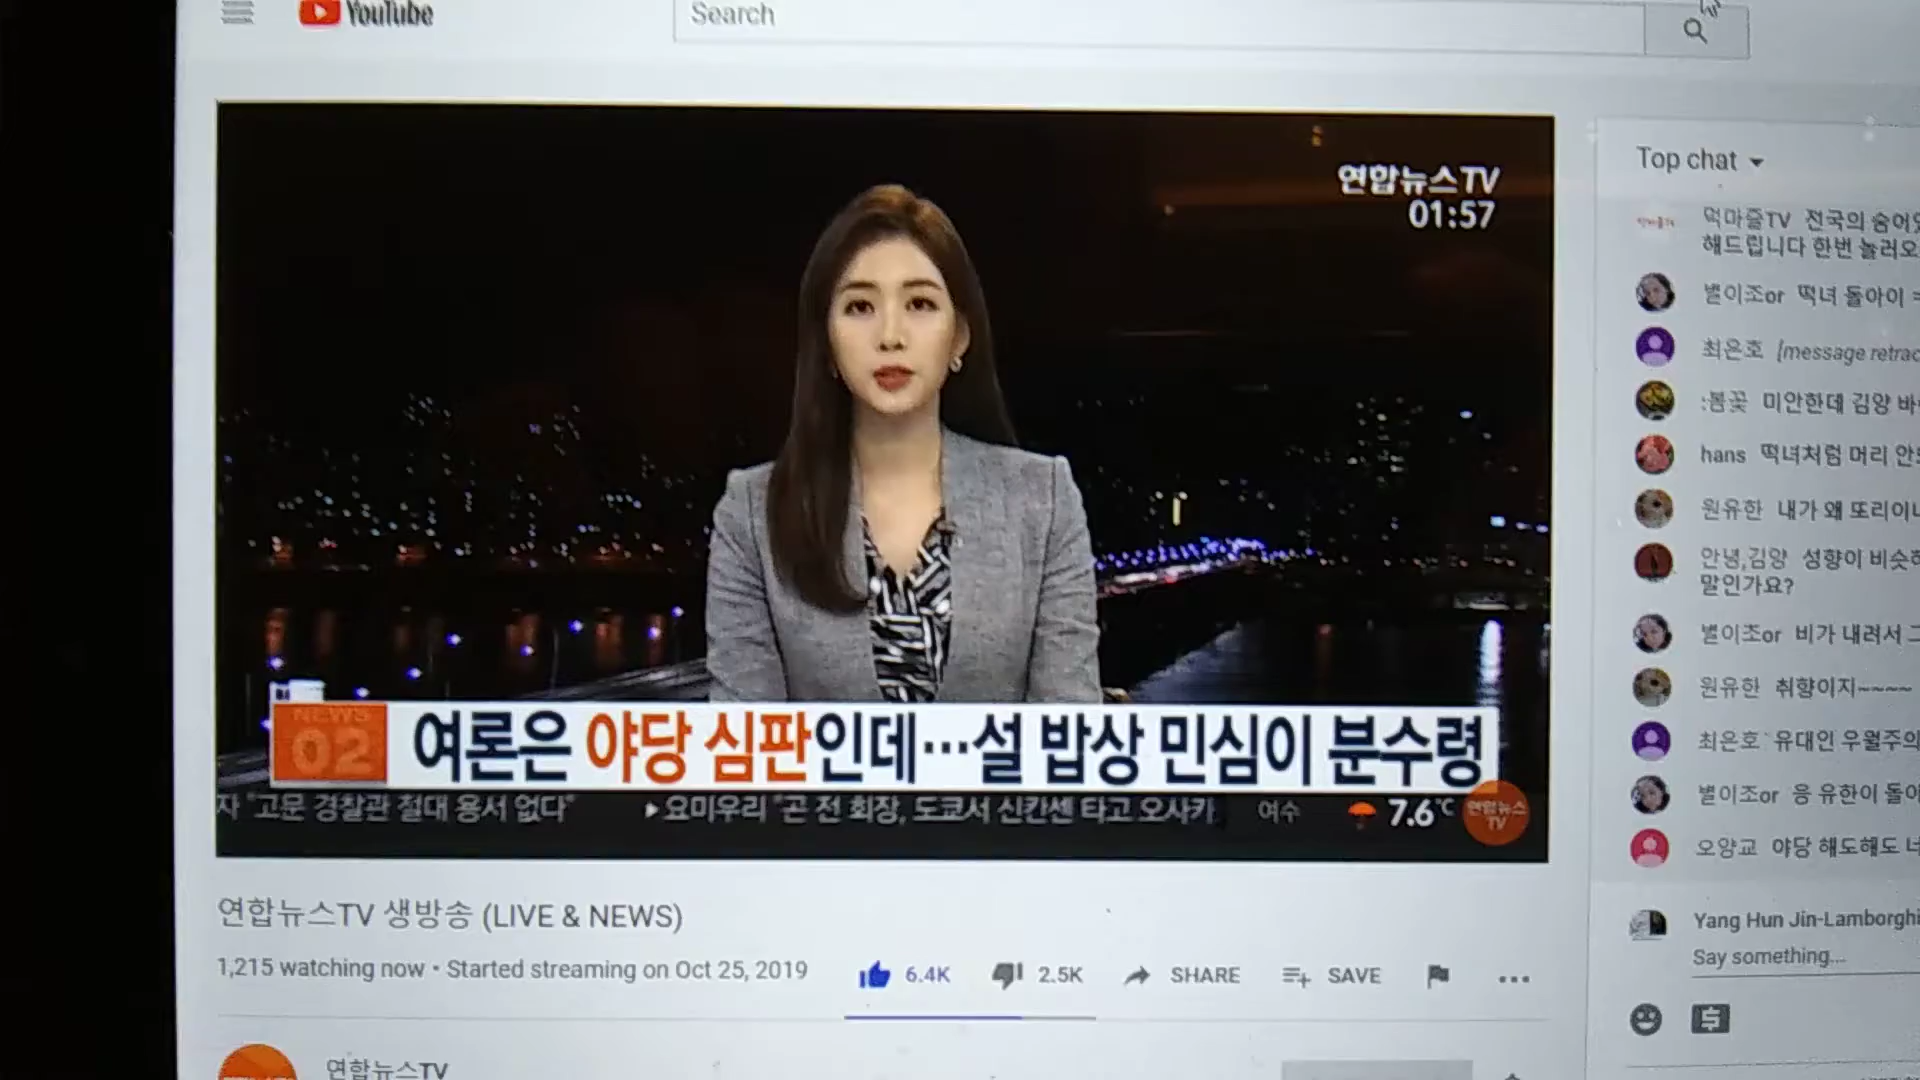 YouTube
Search
연합뉴스TV
01:57
NEWS
02
여론은 야당 심판인데…설 밥상 민심이 분수령
자 "고문 경찰관 절대 용서 없다" ▶요미우리 "곤 전 회장, 도쿄서 신칸센 타고 오사카
여수 7.6℃
연합뉴스
TV
연합뉴스TV 생방송 (LIVE & NEWS)
1,215 watching now • Started streaming on Oct 25, 2019
6.4K 2.5K SHARE SAVE
연합뉴스TV
Top chat
먹마즐TV 전국의 숨어
해드립니다 한번 놀러오
별이조or 떡녀 돌아이
최은호 [message retrac
:봄꽃 미안한데 김양
hans 떡녀처럼 머리
원유한 내가 왜 또리이
안녕,김양 성향이
말인가요?
별이조or 비가 내려서
원유한 취향이지~~~~
최은호 유대인 우월주의
별이조or 응 유한이
오양교 야당 해도해도
Yang Hun Jin-Lamborghi
Say something...